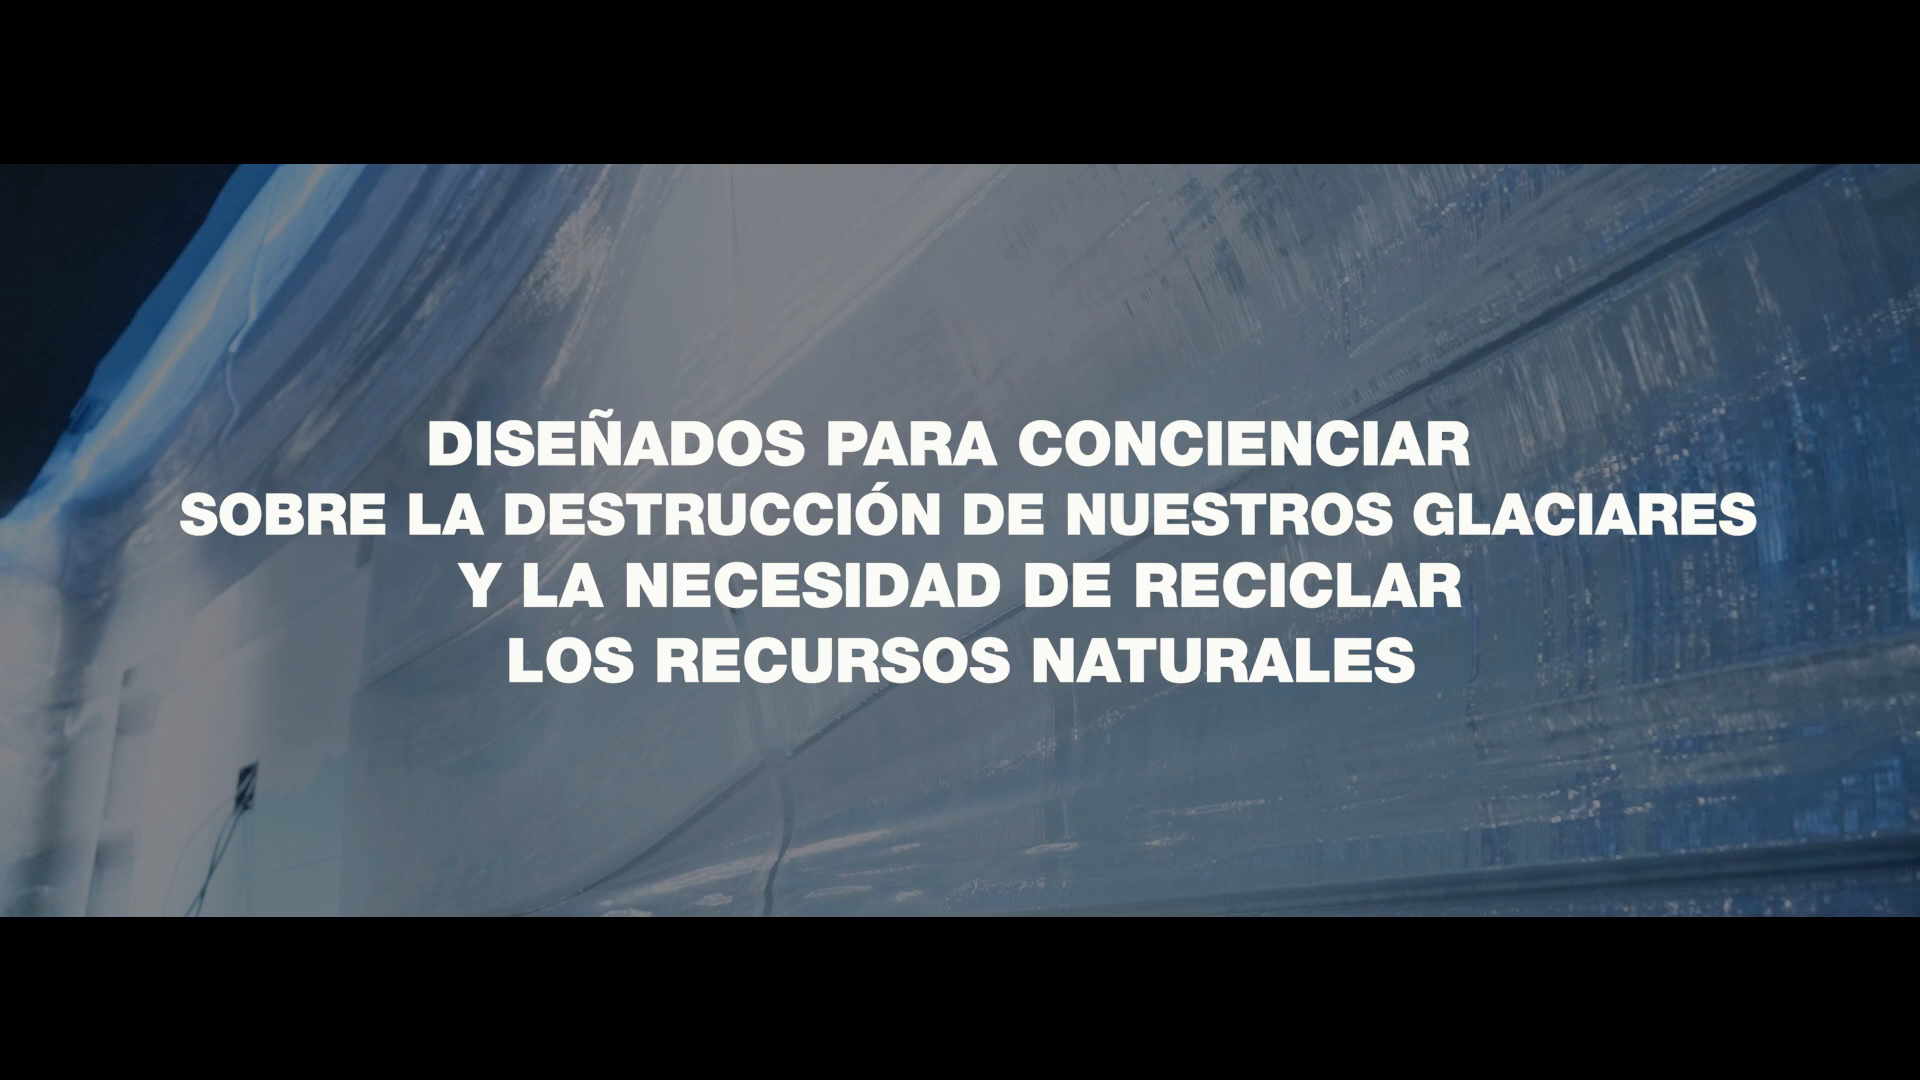 DISEÑADOS PARA CONCIENCIAR
SOBRE LA DESTRUCCIÓN DE NUESTROS GLACIARES
Y LA NECESIDAD DE RECICLAR
LOS RECURSOS NATURALES